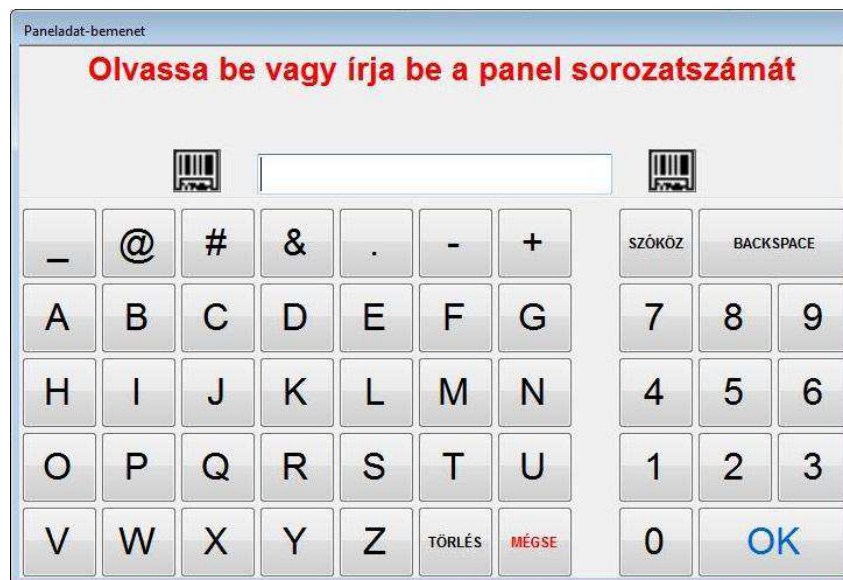 Paneladat-bemenet
Olvassa be vagy írja be a panel sorozatszámát
_ @ # & . - + SZÓKÖZ BACKSPACE
A B C D E F G 7 8 9
H I J K L M N 4 5 6
O P Q R S T U 1 2 3
V W X Y Z TÖRLÉS MÉGSE 0 OK